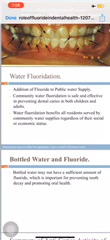 1:08
Done roleoffluorideindentalhealth-1207...
Water Fluoridation.
Addition of Fluoride to Public water Supply.
Community water fluoridation is safe and effective
in preventing dental caries in both children and
adults.
Water fluoridation benefits all residents served by
community water supplies regardless of their social
or economic status.
Bottled Water and Fluoride.
Bottled water may not have a sufficient amount of
fluoride, which is important for preventing tooth
decay and promoting oral health.